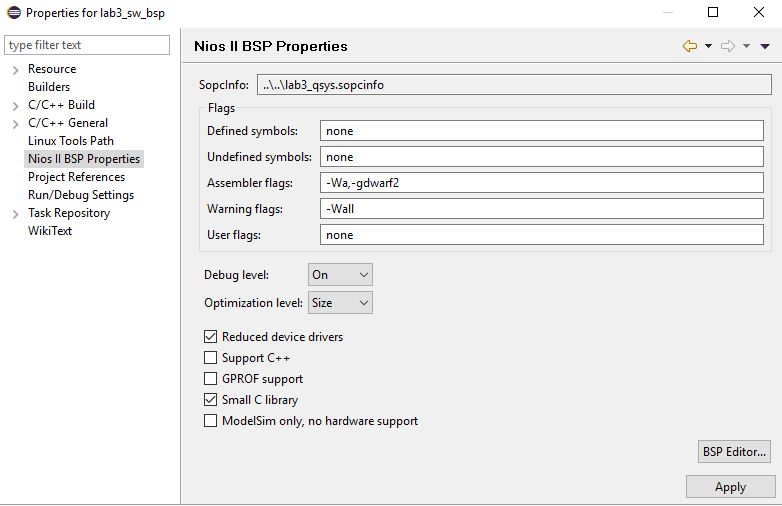 Properties for lab3_sw_bsp
type filter text
Resource
Builders
C/C++ Build
C/C++ General
Linux Tools Path
Nios II BSP Properties
Project References
Run/Debug Settings
Task Repository
WikiText
Nios II BSP Properties
SopcInfo: ..\..\lab3_qsys.sopcinfo
Flags
Defined symbols: none
Undefined symbols: none
Assembler flags: -Wa,-gdwarf2
Warning flags: -Wall
User flags: none
Debug level: On
Optimization level: Size
Reduced device drivers
Support C++
GPROF support
Small C library
ModelSim only, no hardware support
BSP Editor...
Apply